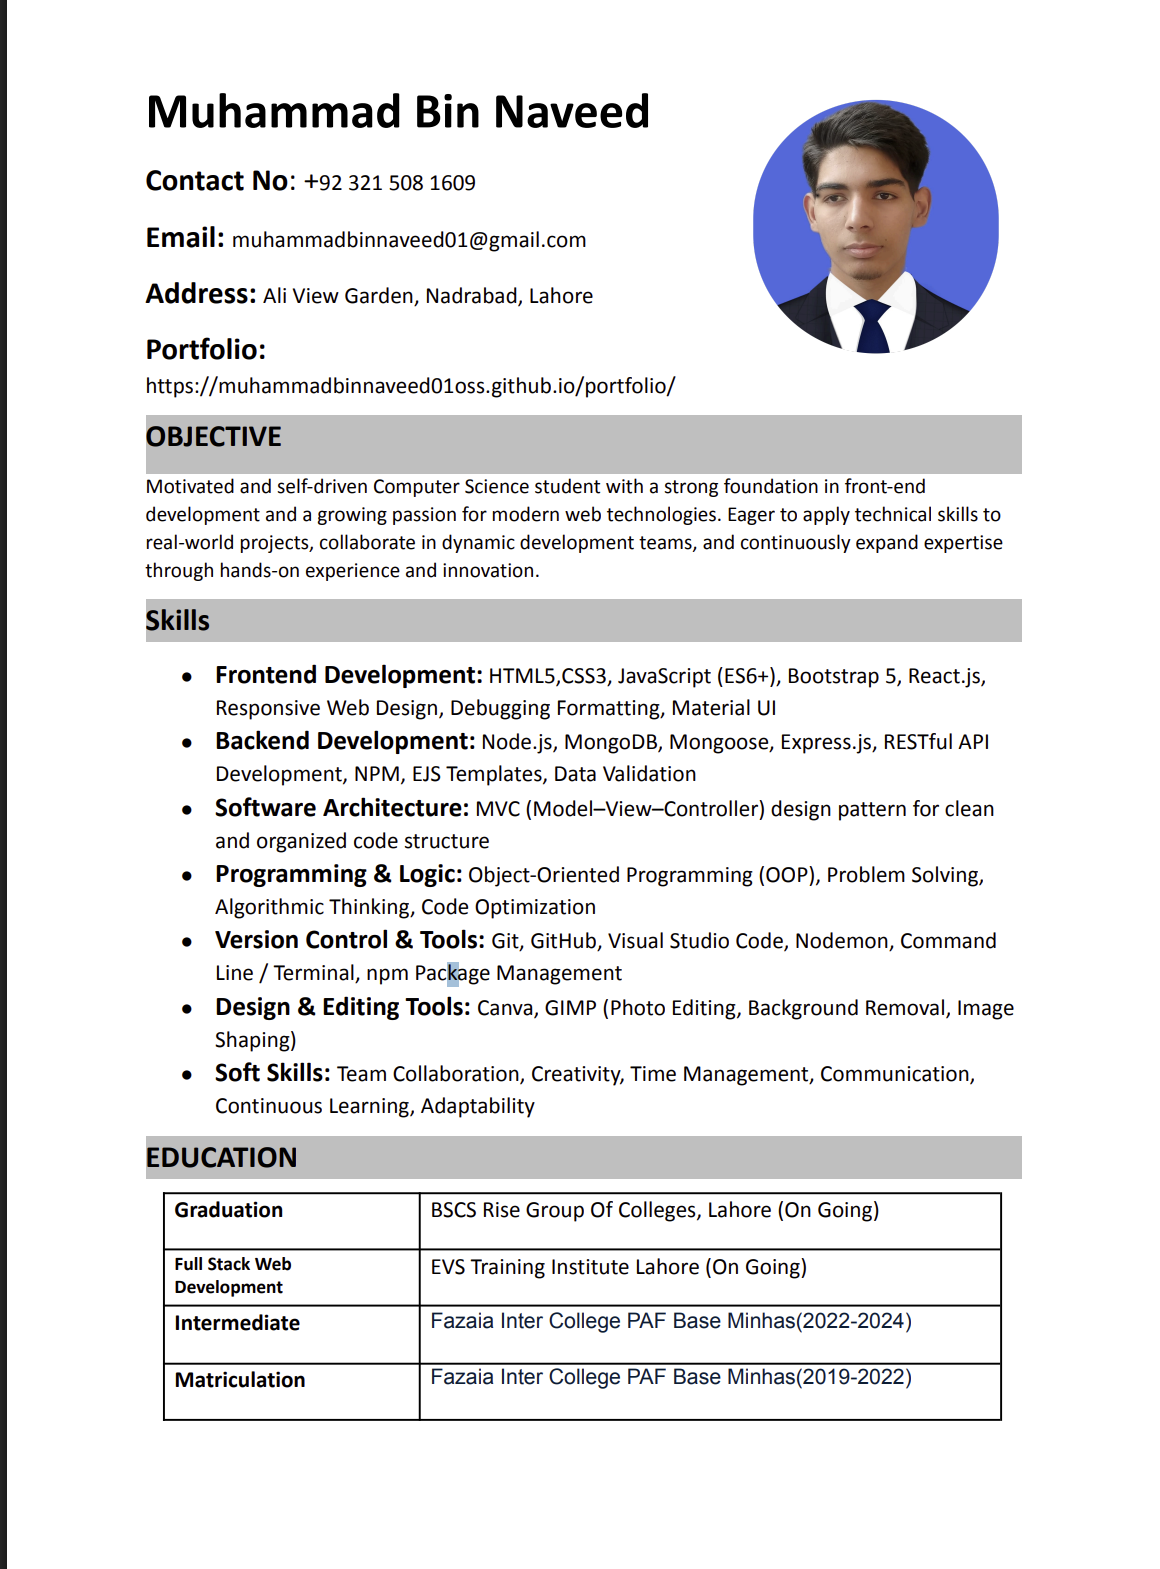 Muhammad Bin Naveed
Contact No: +92 321 508 1609
Email: muhammadbinnaveed01@gmail.com
Address: Ali View Garden, Nadrabad, Lahore
Portfolio:
https://muhammadbinnaveed01oss.github.io/portfolio/
OBJECTIVE
Motivated and self-driven Computer Science student with a strong foundation in front-end
development and a growing passion for modern web technologies. Eager to apply technical skills to
real-world projects, collaborate in dynamic development teams, and continuously expand expertise
through hands-on experience and innovation.
Skills
● Frontend Development: HTML5,CSS3, JavaScript (ES6+), Bootstrap 5, React.js,
Responsive Web Design, Debugging Formatting, Material UI
● Backend Development: Node.js, MongoDB, Mongoose, Express.js, RESTful API
Development, NPM, EJS Templates, Data Validation
● Software Architecture: MVC (Model–View–Controller) design pattern for clean
and organized code structure
● Programming & Logic: Object-Oriented Programming (OOP), Problem Solving,
Algorithmic Thinking, Code Optimization
● Version Control & Tools: Git, GitHub, Visual Studio Code, Nodemon, Command
Line / Terminal, npm Package Management
● Design & Editing Tools: Canva, GIMP (Photo Editing, Background Removal, Image
Shaping)
● Soft Skills: Team Collaboration, Creativity, Time Management, Communication,
Continuous Learning, Adaptability
EDUCATION
Graduation BSCS Rise Group Of Colleges, Lahore (On Going)
Full Stack Web
Development EVS Training Institute Lahore (On Going)
Intermediate Fazaia Inter College PAF Base Minhas(2022-2024)
Matriculation Fazaia Inter College PAF Base Minhas(2019-2022)